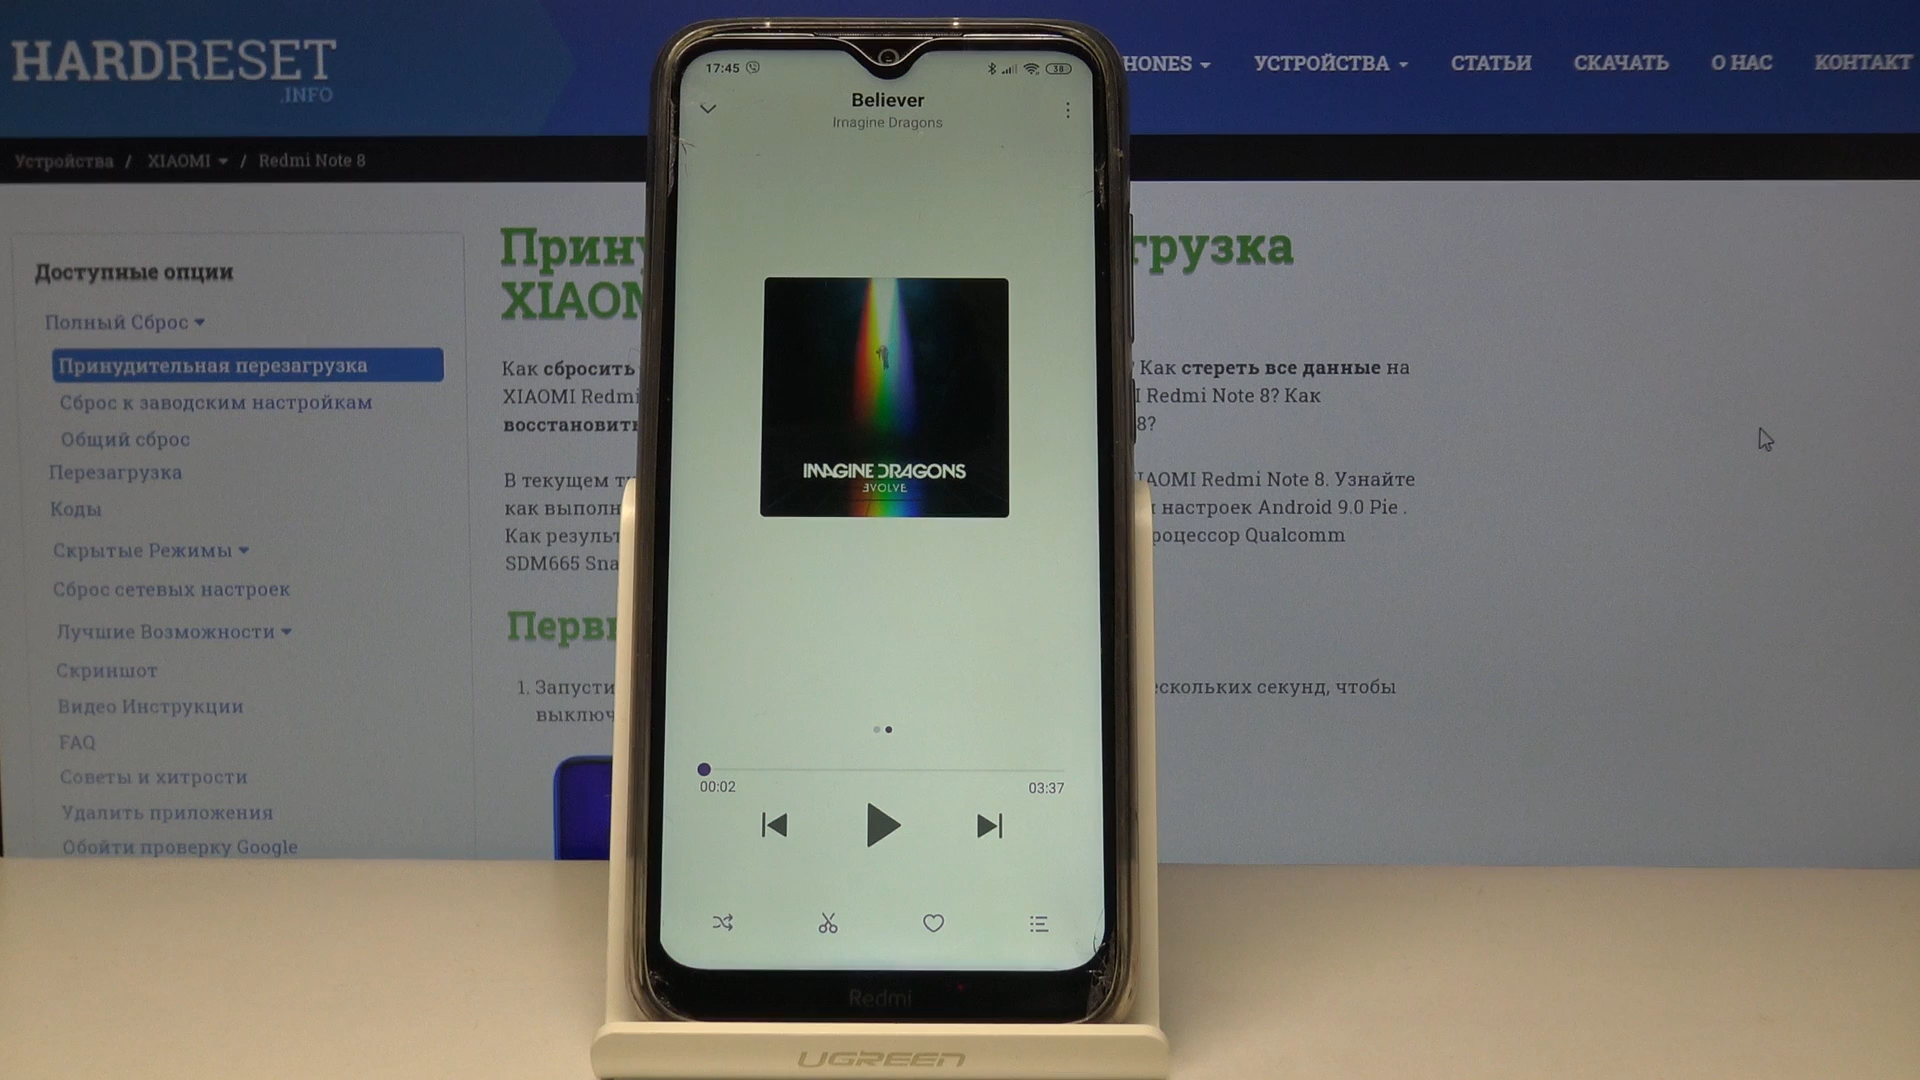 HARDRESET
.INFO
HONES
УСТРОЙСТВА
СТАТЬИ
СКАЧАТЬ
О НАС
КОНТАКТ
Устройства / XIAOMI / Redmi Note 8
Доступные опции
Полный Сброс
Принудительная перезагрузка
Сброс к заводским настройкам
Общий сброс
Перезагрузка
Коды
Скрытые Режимы
Сброс сетевых настроек
Лучшие Возможности
Скриншот
Видео Инструкции
FAQ
Советы и хитрости
Удалить приложения
Обойти проверку Google
17:45
38
Believer
Imagine Dragons
IMAGINE DRAGONS
EVOLVE
00:02
03:37
Redmi
UGREEN
Прину
грузка
XIAOM
Как сбросить
Как стереть все данные на
XIAOMI Redmi
I Redmi Note 8? Как
восстановить
8?
В текущем
IAOMI Redmi Note 8. Узнайте
как выполн
настроек Android 9.0 Pie .
Как результ
роцессор Qualcomm
SDM665 Sna
Первы
1. Запусти
ескольких секунд, чтобы
выключ